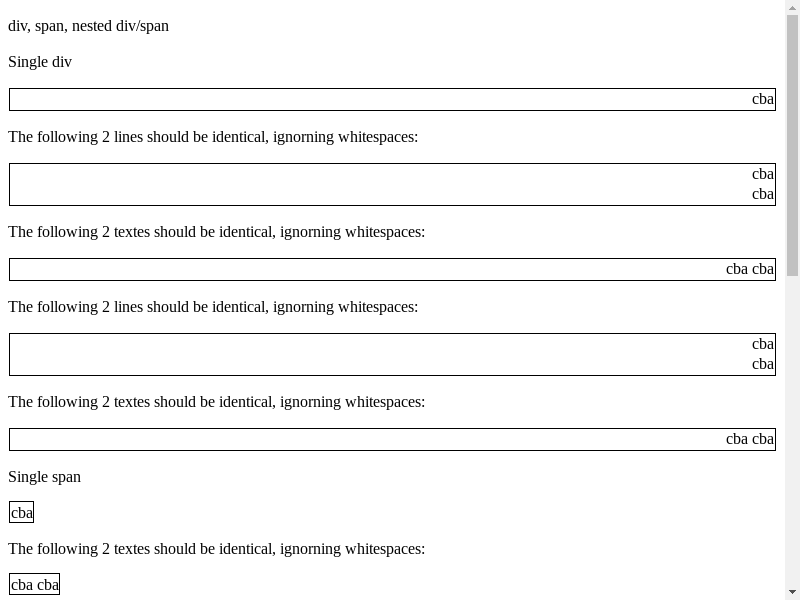 div, span, nested div/span
Single div
cba
The following 2 lines should be identical, ignorning whitespaces:
cba
cba
The following 2 textes should be identical, ignorning whitespaces:
cba cba
The following 2 lines should be identical, ignorning whitespaces:
cba
cba
The following 2 textes should be identical, ignorning whitespaces:
cba cba
Single span
cba
The following 2 textes should be identical, ignorning whitespaces:
cba cba